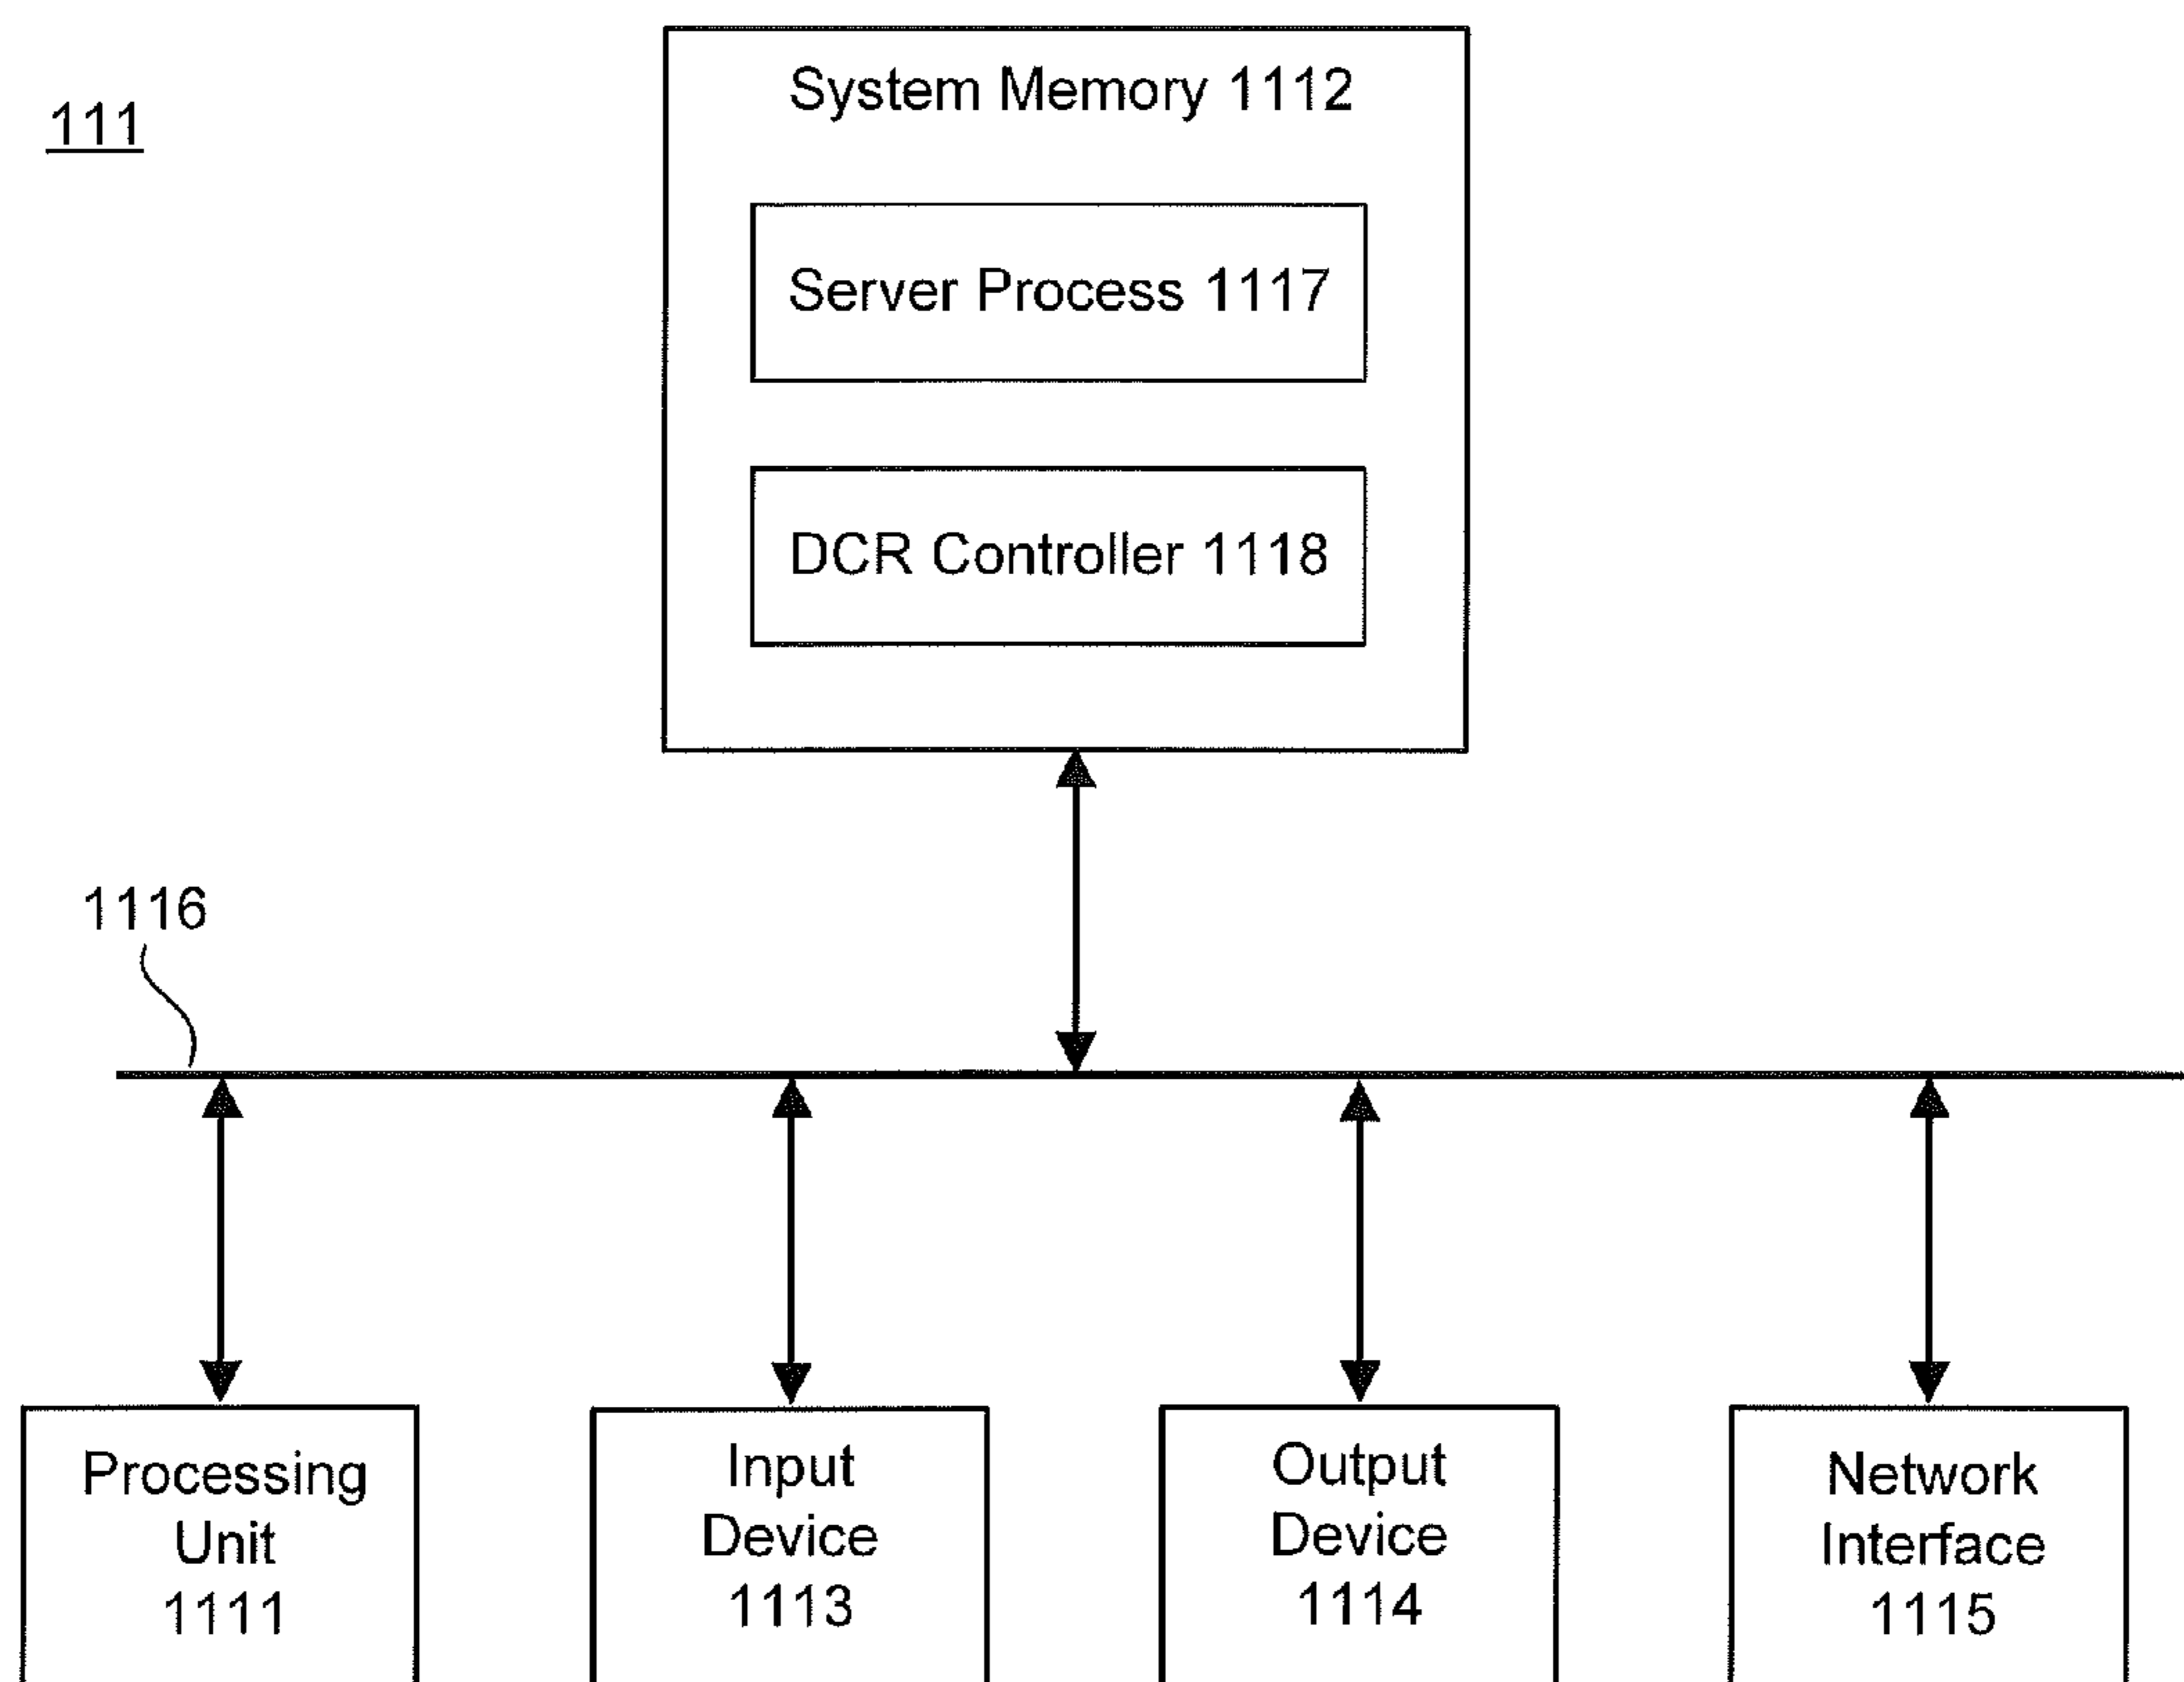 111
System Memory 1112
Server Process 1117
DCR Controller 1118
1116
Processing
Unit
1111
Input
Device
1113
Output
Device
1114
Network
Interface
1115